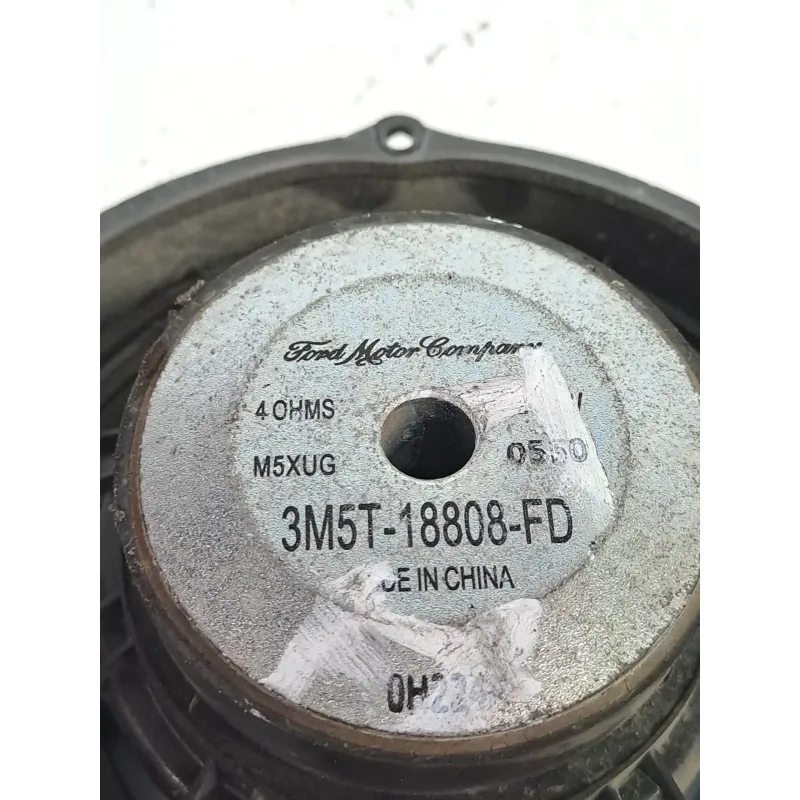 Ford Motor Company
4 OHMS
M5XUG
3M5T-18808-FD
IN CHINA